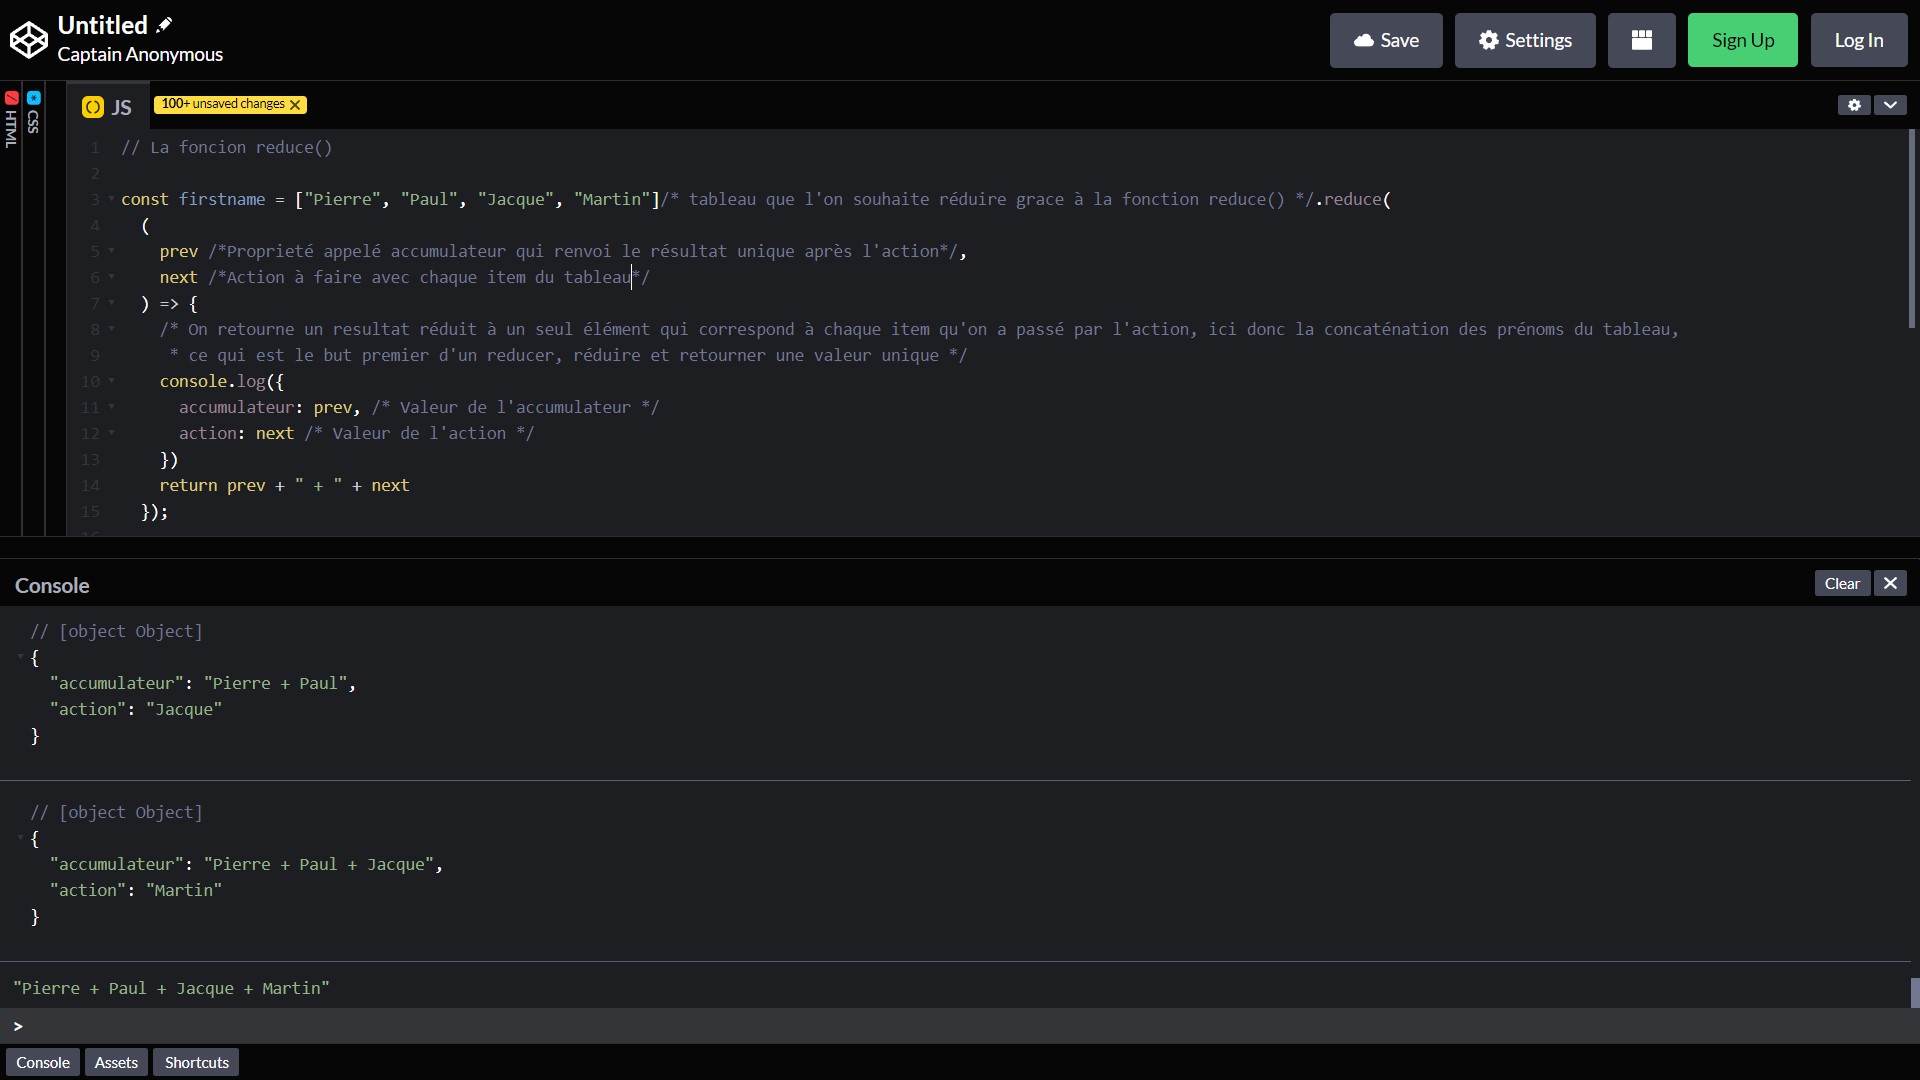 Untitled
Captain Anonymous
Save
Settings
Sign Up
Log In
HTML
CSS
JS
100+ unsaved changes
1 // La foncion reduce()
2
3 const firstname = ["Pierre", "Paul", "Jacque", "Martin"]/* tableau que l'on souhaite réduire grace à la fonction reduce() */.reduce(
4 (
5 prev /*Proprieté appelé accumulateur qui renvoi le résultat unique après l'action*/,
6 next /*Action à faire avec chaque item du tableau*/
7 ) => {
8 /* On retourne un resultat réduit à un seul élément qui correspond à chaque item qu'on a passé par l'action, ici donc la concaténation des prénoms du tableau,
9 * ce qui est le but premier d'un reducer, réduire et retourner une valeur unique */
10 console.log({
11 accumulateur: prev, /* Valeur de l'accumulateur */
12 action: next /* Valeur de l'action */
13 })
14 return prev + " + " + next
15 });
Console
Clear
// [object Object]
{
"accumulateur": "Pierre + Paul",
"action": "Jacque"
}
// [object Object]
{
"accumulateur": "Pierre + Paul + Jacque",
"action": "Martin"
}
"Pierre + Paul + Jacque + Martin"
>
Console
Assets
Shortcuts